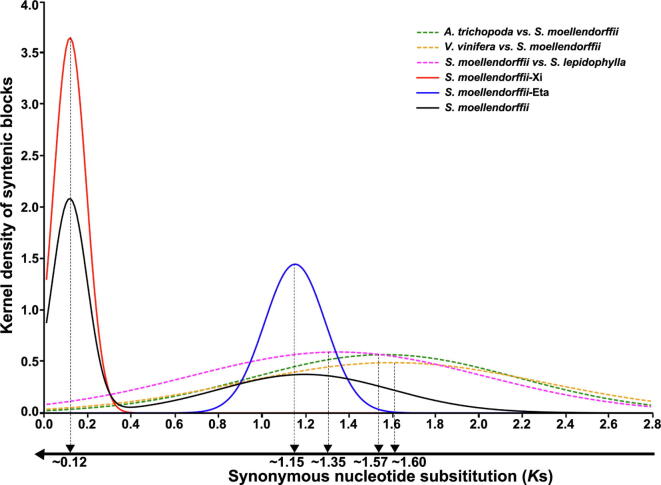 4.0
3.5
3.0
2.5
2.0
1.5
1.0
0.5
0.0
Kernel density of syntenic blocks
A. trichopoda vs. S. moellendorffii
V. vinifera vs. S. moellendorffii
S. moellendorffii vs. S. lepidophylla
S. moellendorffii-Xi
S. moellendorffii-Eta
S. moellendorffii
0.0 0.2 0.4 0.6 0.8 1.0 1.2 1.4 1.6 1.8 2.0 2.2 2.4 2.6 2.8
~0.12 ~1.15 ~1.35 ~1.57 ~1.60
Synonymous nucleotide subsititution (Ks)